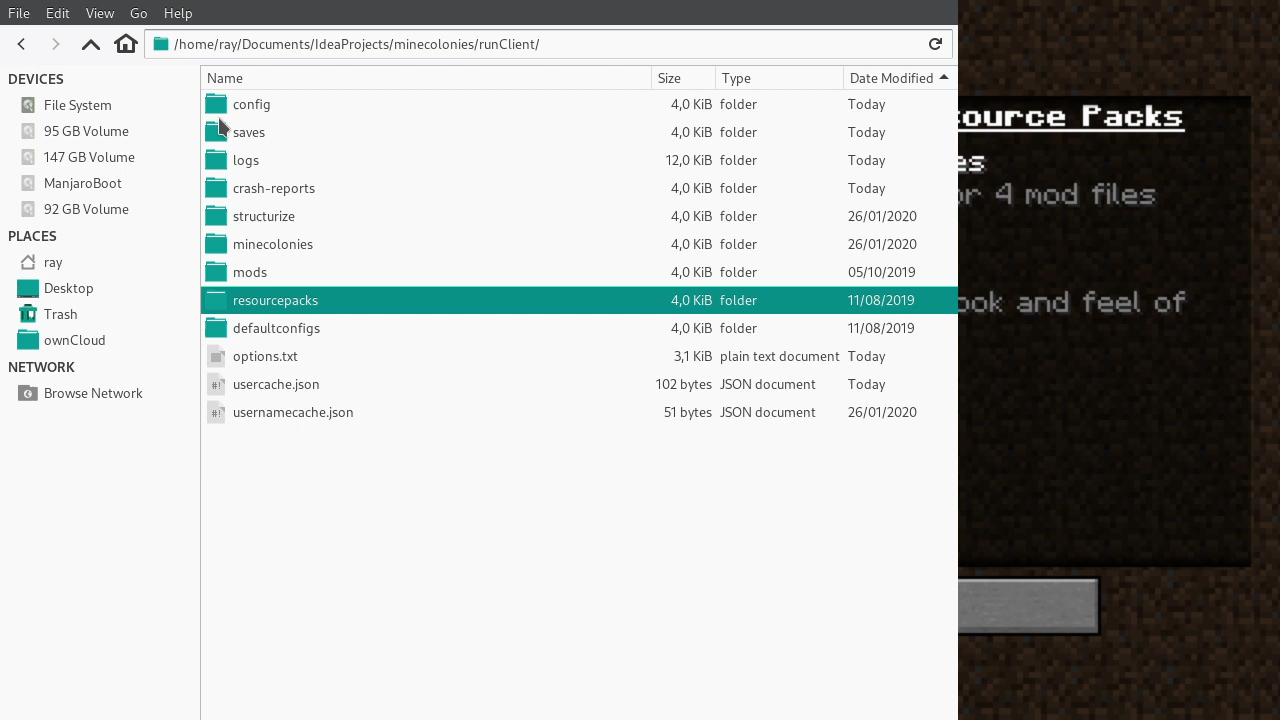 File Edit View Go Help
/home/ray/Documents/IdeaProjects/minecolonies/runClient/
DEVICES
File System
95 GB Volume
147 GB Volume
ManjaroBoot
92 GB Volume
PLACES
ray
Desktop
Trash
ownCloud
NETWORK
Browse Network
Name Size Type Date Modified
config 4,0 KiB folder Today
saves 4,0 KiB folder Today
logs 12,0 KiB folder Today
crash-reports 4,0 KiB folder Today
structurize 4,0 KiB folder 26/01/2020
minecolonies 4,0 KiB folder 26/01/2020
mods 4,0 KiB folder 05/10/2019
resourcepacks 4,0 KiB folder 11/08/2019
defaultconfigs 4,0 KiB folder 11/08/2019
options.txt 3,1 KiB plain text document Today
usercache.json 102 bytes JSON document Today
usernamecache.json 51 bytes JSON document 26/01/2020
ource Packs
es
or 4 mod files
ook and feel of